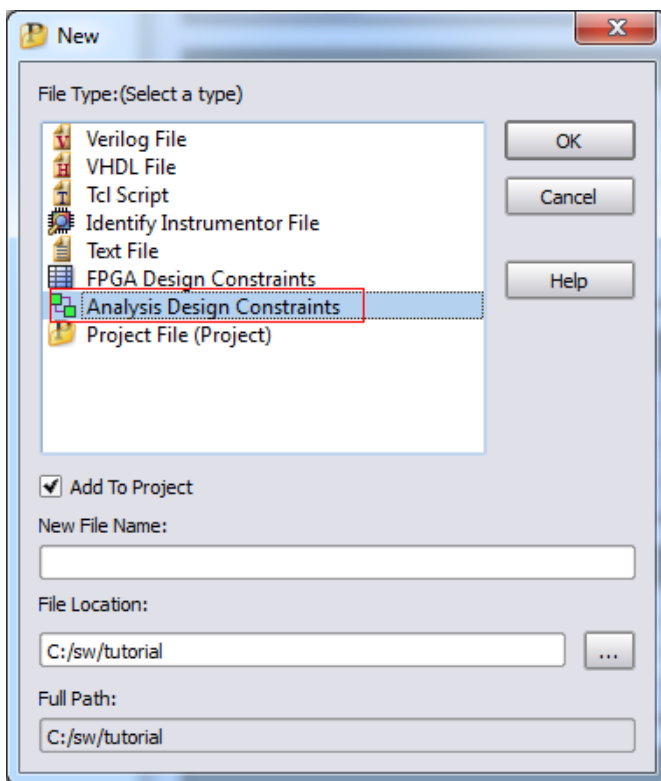 New
File Type:(Select a type)
Verilog File
VHDL File
Tcl Script
Identify Instrumentor File
Text File
FPGA Design Constraints
Analysis Design Constraints
Project File (Project)
OK
Cancel
Help
Add To Project
New File Name:
File Location:
C:/sw/tutorial
...
Full Path:
C:/sw/tutorial